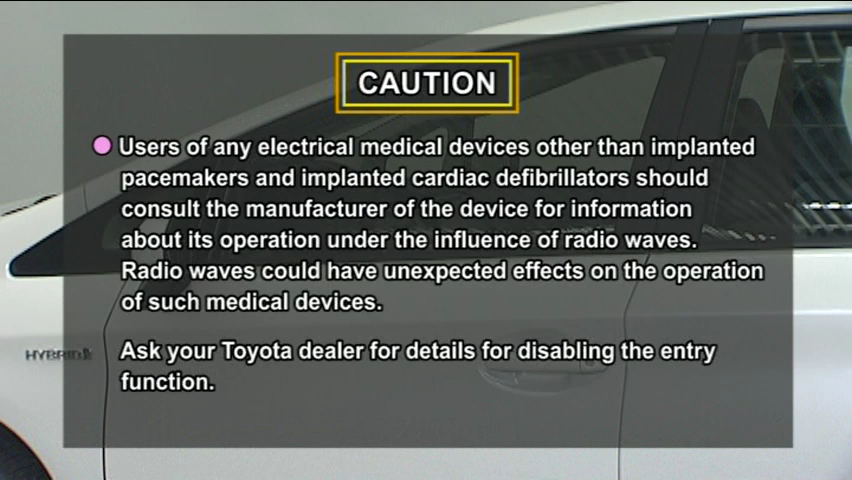 CAUTION
Users of any electrical medical devices other than implanted
pacemakers and implanted cardiac defibrillators should
consult the manufacturer of the device for information
about its operation under the influence of radio waves.
Radio waves could have unexpected effects on the operation
of such medical devices.
Ask your Toyota dealer for details for disabling the entry
function.
HYBRID